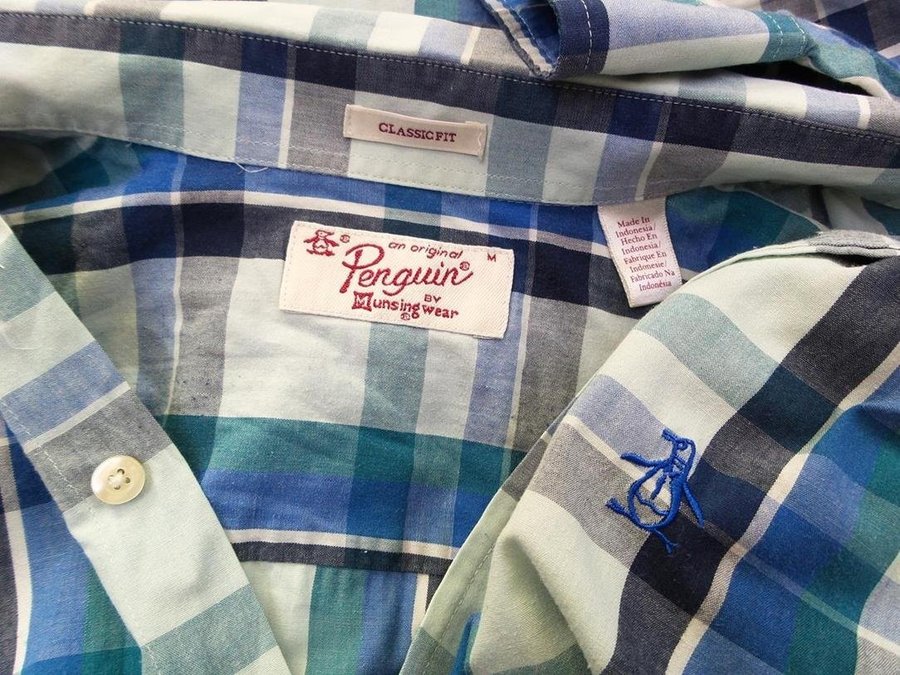 CLASSIC FIT
an original M
Penguin®
BY
Munsingwear
®
Made In
Indonesia/
Hecho En
Indonesia/
Fabrique En
Indonesie/
Fabricado Na
Indonésia